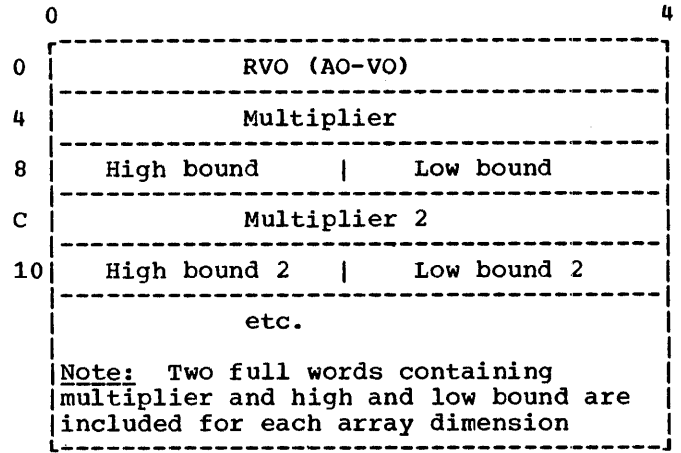 0 4
0 RVO (AO-VO)
4 Multiplier
8 High bound | Low bound
C Multiplier 2
10 High bound 2 | Low bound 2
etc.
Note: Two full words containing
multiplier and high and low bound are
included for each array dimension